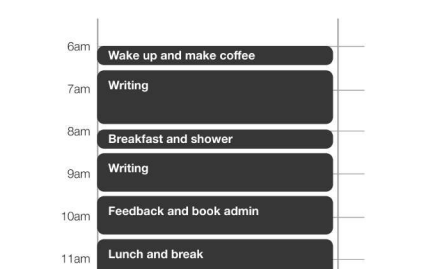 6am
Wake up and make coffee
7am
Writing
8am
Breakfast and shower
9am
Writing
10am
Feedback and book admin
11am
Lunch and break